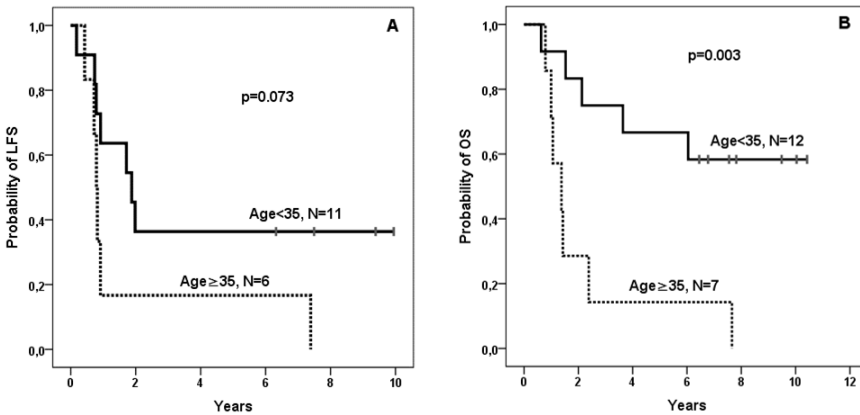 A
p=0.073
Age<35, N=11
Age≥35, N=6
Probability of LFS
1,0
0,8
0,6
0,4
0,2
0,0
0 2 4 6 8 10
Years
B
p=0.003
Age<35, N=12
Age≥35, N=7
Probability of OS
1,0
0,8
0,6
0,4
0,2
0,0
0 2 4 6 8 10 12
Years